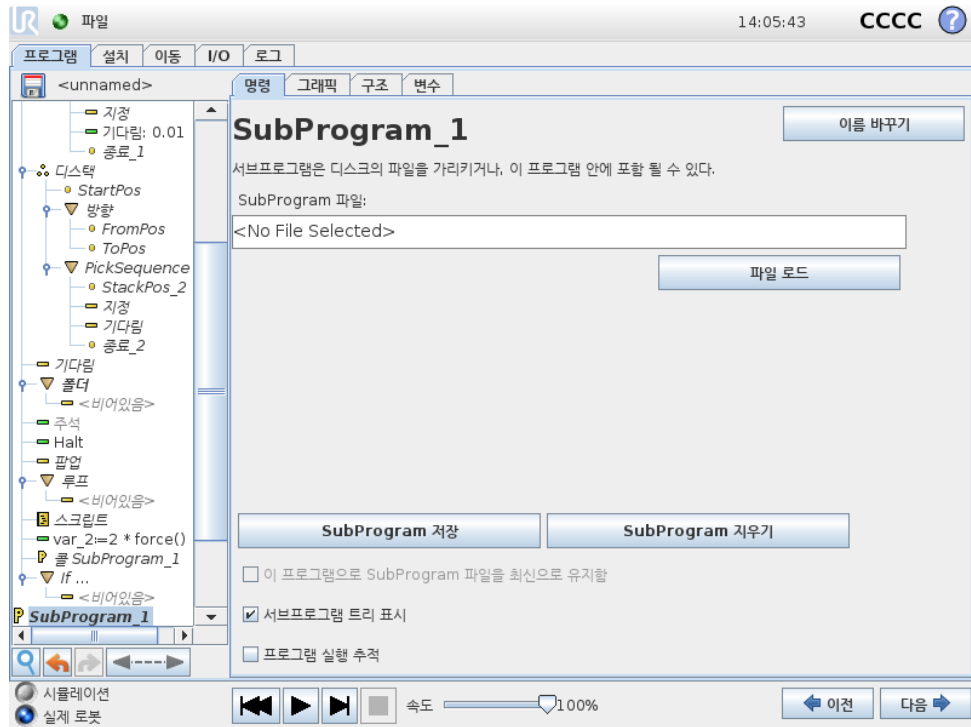 UR 파일 14:05:43 CCCC ?
프로그램 설치 이동 I/O 로그
<unnamed>
명령 그래픽 구조 변수
지정
기다림: 0.01
종료_1
디스택
StartPos
방향
FromPos
ToPos
PickSequence
StackPos_2
지정
기다림
종료_2
기다림
폴더
<비어있음>
주석
Halt
팝업
루프
<비어있음>
스크립트
var_2:=2 * force()
콜 SubProgram_1
If ...
<비어있음>
SubProgram_1
SubProgram_1
이름 바꾸기
서브프로그램은 디스크의 파일을 가리키거나, 이 프로그램 안에 포함 될 수 있다.
SubProgram 파일:
<No File Selected>
파일 로드
SubProgram 저장 SubProgram 지우기
이 프로그램으로 SubProgram 파일을 최신으로 유지함
서브프로그램 트리 표시
프로그램 실행 추적
시뮬레이션
실제 로봇
속도 100%
이전 다음